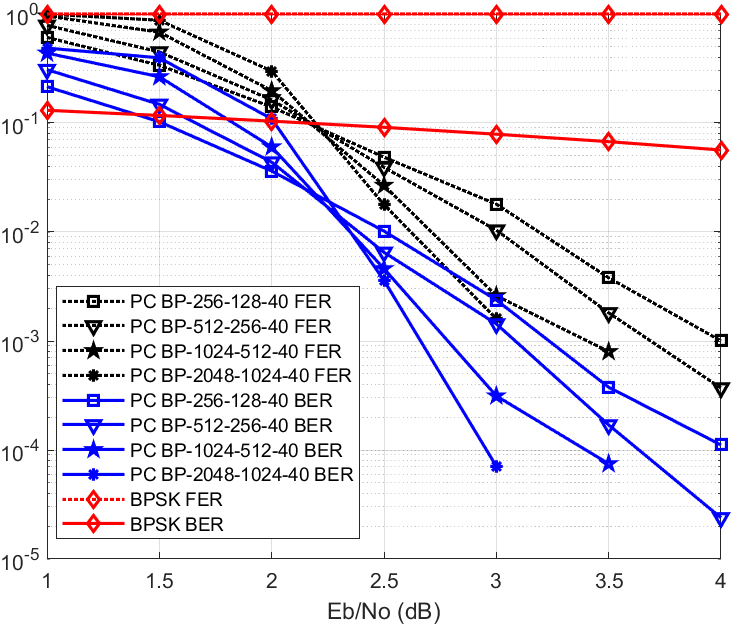 10^0
10^-1
10^-2
10^-3
10^-4
10^-5
PC BP-256-128-40 FER
PC BP-512-256-40 FER
PC BP-1024-512-40 FER
PC BP-2048-1024-40 FER
PC BP-256-128-40 BER
PC BP-512-256-40 BER
PC BP-1024-512-40 BER
PC BP-2048-1024-40 BER
BPSK FER
BPSK BER
1 1.5 2 2.5 3 3.5 4
Eb/No (dB)